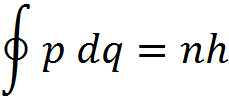 ∮ p dq = nh